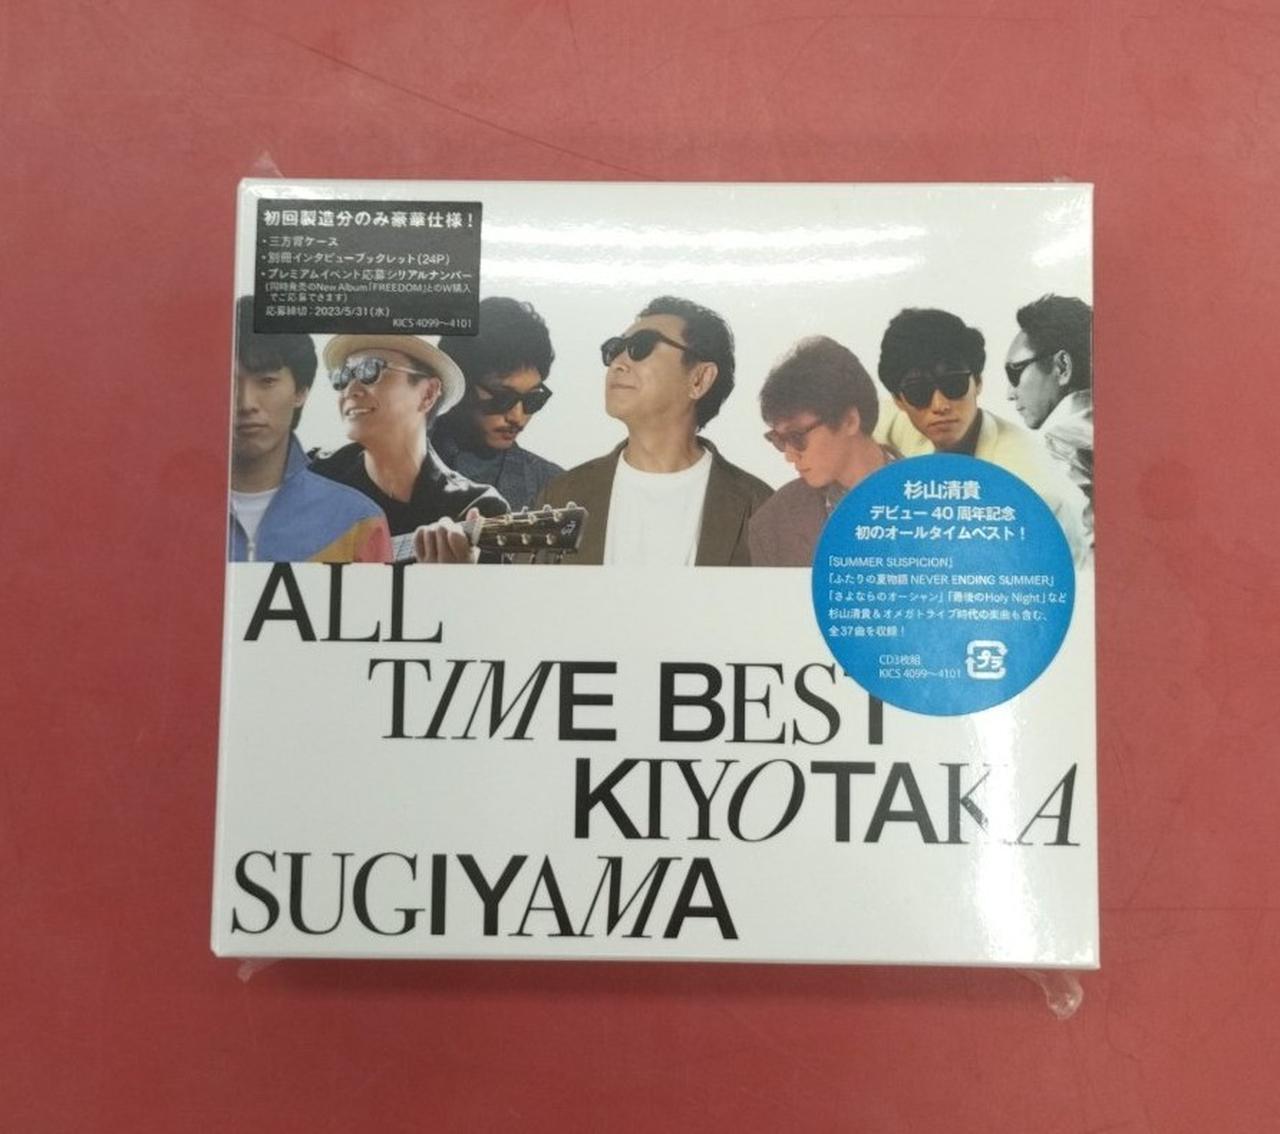 初回製造分のみ豪華仕様！
・三方背ケース
・別冊インタビューブックレット(24P)
・プレミアムイベント応募シリアルナンバー
(同時発売のNew Album「FREEDOM」とのW購入
でご応募できます)
応募締切：2023/5/31(水)
KICS 4099〜4101
杉山清貴
デビュー 40 周年記念
初のオールタイムベスト！
「SUMMER SUSPICION」
「ふたりの夏物語 NEVER ENDING SUMMER」
「さよならのオーシャン」「最後のHoly Night」など
杉山清貴＆オメガトライブ時代の楽曲も含む、
全37曲を収録！
CD3枚組
KICS 4099〜4101
プラ
ALL
TIME BEST
KIYOTAKA
SUGIYAMA